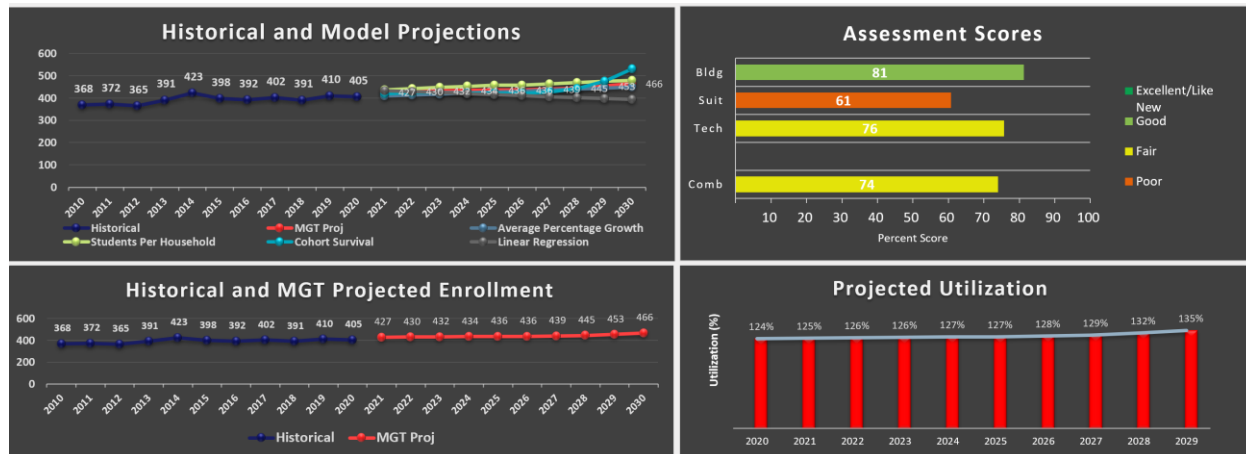 Historical and Model Projections
600
500
400
300
200
100
0
368 372 365 391 423 398 392 402 391 410 405
427 430 432 434 436 436 439 445 453 466
2010 2011 2012 2013 2014 2015 2016 2017 2018 2019 2020 2021 2022 2023 2024 2025 2026 2027 2028 2029 2030
Historical MGT Proj Average Percentage Growth
Students Per Household Cohort Survival Linear Regression
Assessment Scores
Bldg 81
Suit 61
Tech 76
Comb 74
10 20 30 40 50 60 70 80 90 100
Percent Score
Excellent/Like
New
Good
Fair
Poor
Historical and MGT Projected Enrollment
600
400
200
0
368 372 365 391 423 398 392 402 391 410 405 427 430 432 434 436 436 439 445 453 466
2010 2011 2012 2013 2014 2015 2016 2017 2018 2019 2020 2021 2022 2023 2024 2025 2026 2027 2028 2029 2030
Historical MGT Proj
Projected Utilization
Utilization (%)
124% 125% 126% 126% 127% 127% 128% 129% 132% 135%
2020 2021 2022 2023 2024 2025 2026 2027 2028 2029